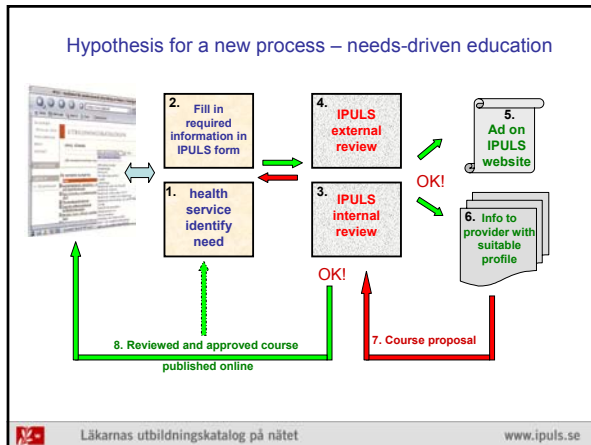 Hypothesis for a new process – needs-driven education
2.
Fill in
required
information in
IPULS form
1.
health
service
identify
need
4.
IPULS
external
review
3.
IPULS
internal
review
OK!
OK!
5.
Ad on
IPULS
website
6. Info to
provider with
suitable
profile
7. Course proposal
8. Reviewed and approved course
published online
Läkarnas utbildningskatalog på nätet
www.ipuls.se